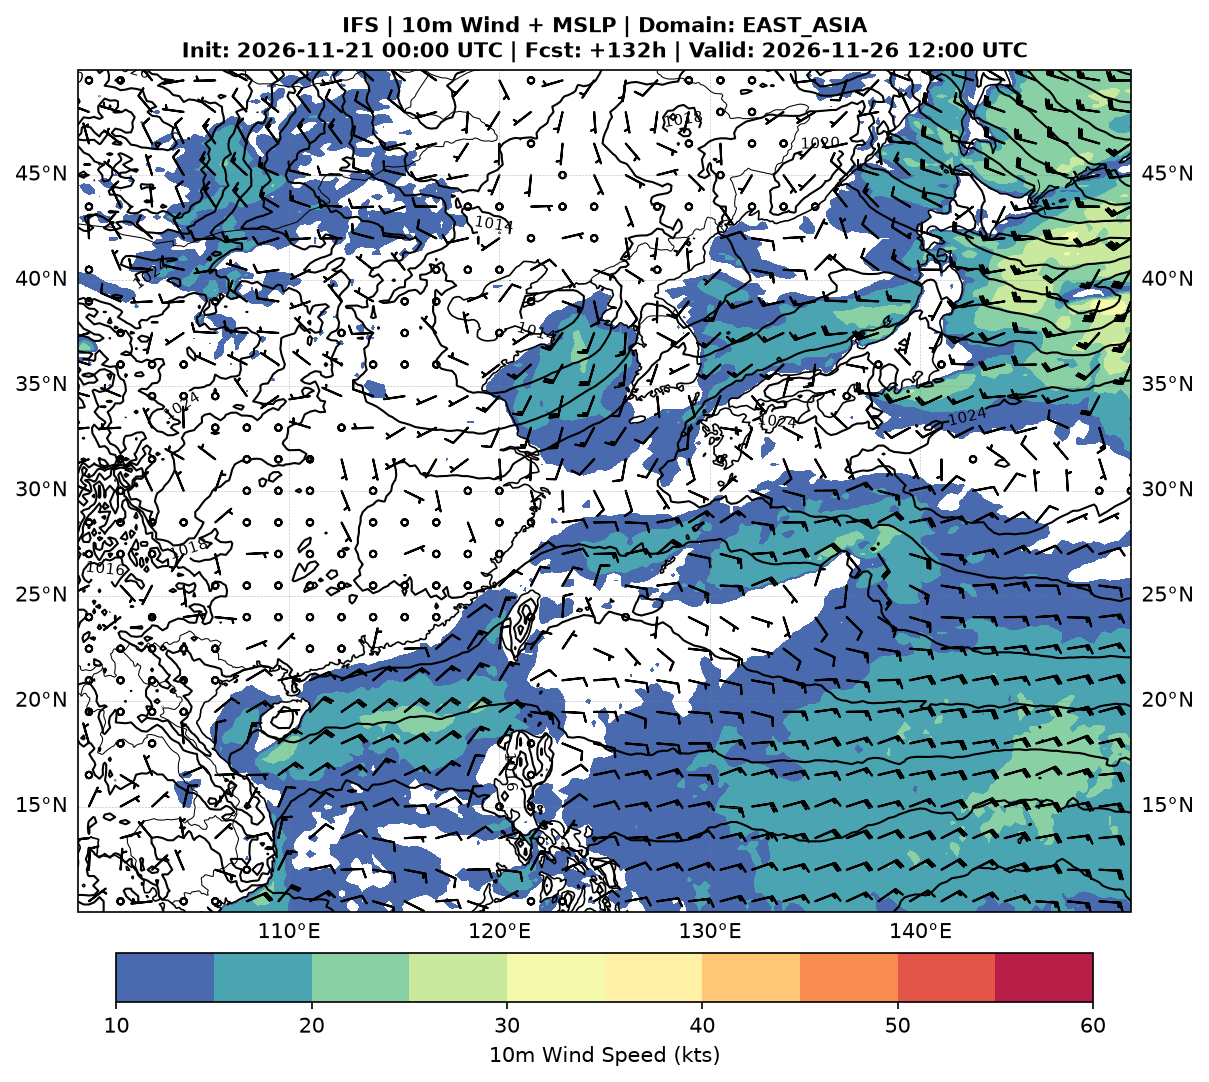 IFS | 10m Wind + MSLP | Domain: EAST_ASIA
Init: 2026-11-21 00:00 UTC | Fcst: +132h | Valid: 2026-11-26 12:00 UTC
1018
1020
45°N 45°N
1014
1024
40°N 40°N
1014
35°N 35°N
1024
1024
1024
30°N 30°N
1018
1016
25°N 25°N
20°N 20°N
15°N 15°N
110°E 120°E 130°E 140°E
10 20 30 40 50 60
10m Wind Speed (kts)